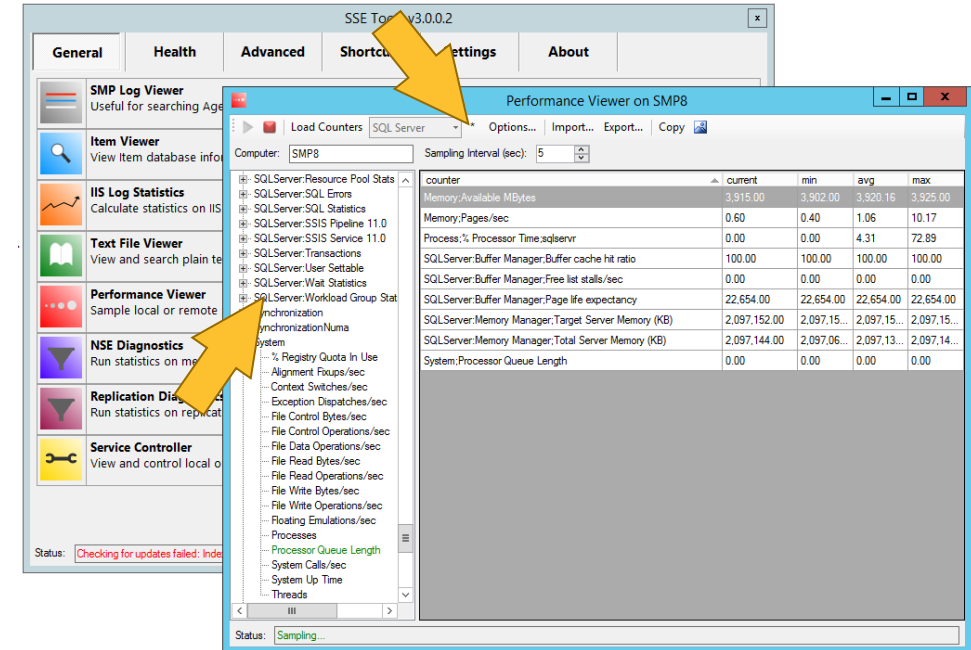 SSE Too v3.0.0.2
x
General Health Advanced Shortcu ettings About
SMP Log Viewer
Useful for searching Age
Item Viewer
View Item database infor
IIS Log Statistics
Calculate statistics on IIS
Text File Viewer
View and search plain te
Performance Viewer
Sample local or remote
NSE Diagnostics
Run statistics on me
Replication Dia cs
Run statistics on replicat
Service Controller
View and control local o
Status: Checking for updates failed: Inde
Performance Viewer on SMP8
x
Load Counters SQL Server * Options... Import... Export... Copy
Computer: SMP8 Sampling Interval (sec): 5
SQLServer:Resource Pool Stats
SQLServer:SQL Errors
SQLServer:SQL Statistics
SQLServer:SSIS Pipeline 11.0
SQLServer:SSIS Service 11.0
SQLServer:Transactions
SQLServer:User Settable
SQLServer:Wait Statistics
SQLServer:Workload Group Stat
ynchronization
ynchronizationNuma
ystem
% Registry Quota In Use
Alignment Fixups/sec
Context Switches/sec
Exception Dispatches/sec
File Control Bytes/sec
File Control Operations/sec
File Data Operations/sec
File Read Bytes/sec
File Read Operations/sec
File Write Bytes/sec
File Write Operations/sec
Floating Emulations/sec
Processes
Processor Queue Length
System Calls/sec
System Up Time
Threads
counter current min avg max
Memory;Available MBytes 3,915.00 3,902.00 3,920.16 3,925.00
Memory;Pages/sec 0.60 0.40 1.06 10.17
Process;% Processor Time;sqlservr 0.00 0.00 4.31 72.89
SQLServer:Buffer Manager;Buffer cache hit ratio 100.00 100.00 100.00 100.00
SQLServer:Buffer Manager;Free list stalls/sec 0.00 0.00 0.00 0.00
SQLServer:Buffer Manager;Page life expectancy 22,654.00 22,654.00 22,654.00 22,654.00
SQLServer:Memory Manager;Target Server Memory (KB) 2,097,152.00 2,097,15... 2,097,15... 2,097,15...
SQLServer:Memory Manager;Total Server Memory (KB) 2,097,144.00 2,097,06... 2,097,13... 2,097,14...
System;Processor Queue Length 0.00 0.00 0.00 0.00
Status: Sampling...